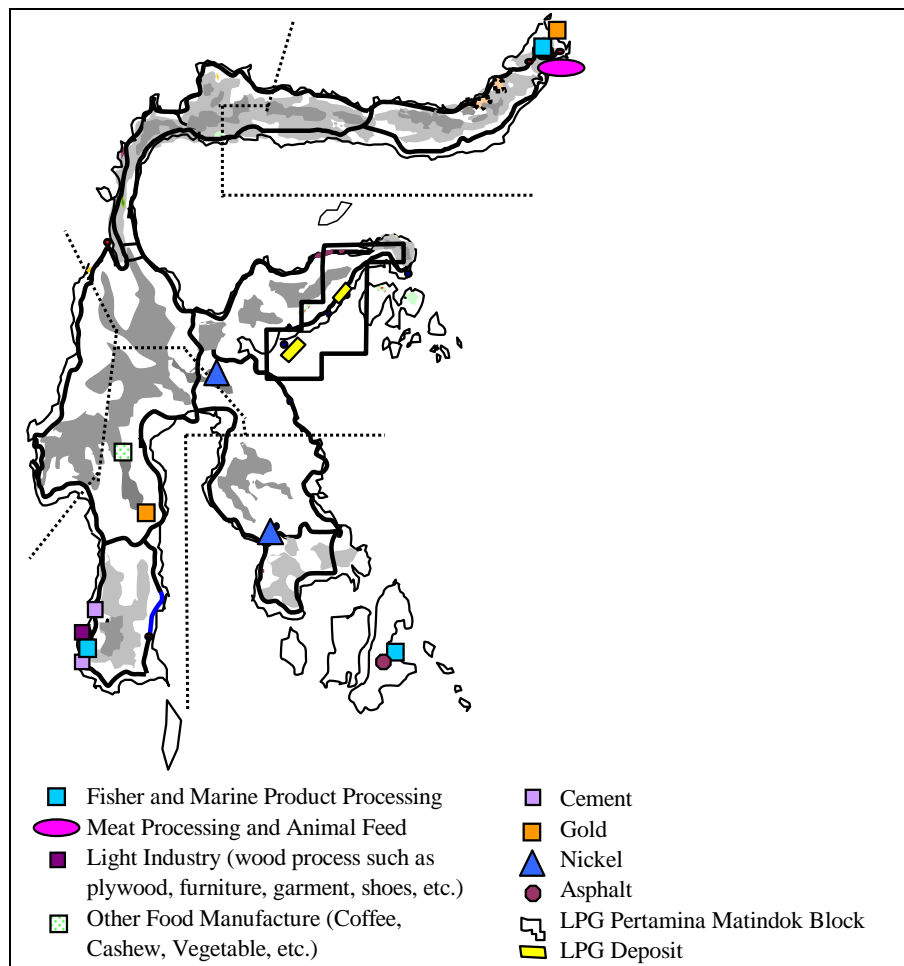 Fisher and Marine Product Processing
Meat Processing and Animal Feed
Light Industry (wood process such as
plywood, furniture, garment, shoes, etc.)
Other Food Manufacture (Coffee,
Cashew, Vegetable, etc.)
Cement
Gold
Nickel
Asphalt
LPG Pertamina Matindok Block
LPG Deposit